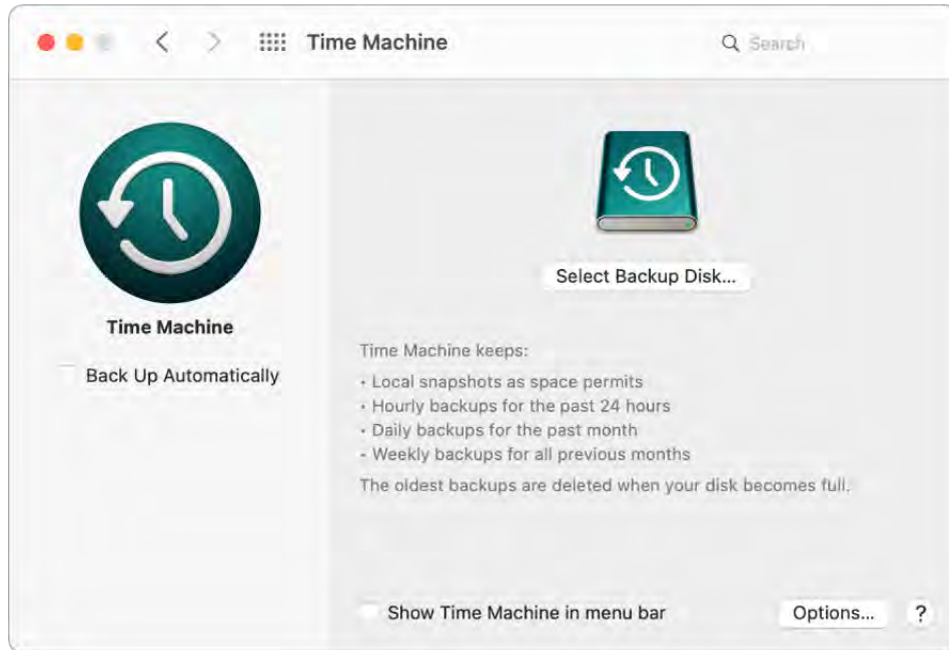 Time Machine
Search
Select Backup Disk...
Time Machine
Back Up Automatically
Time Machine keeps:
• Local snapshots as space permits
• Hourly backups for the past 24 hours
• Daily backups for the past month
• Weekly backups for all previous months
The oldest backups are deleted when your disk becomes full.
Show Time Machine in menu bar
Options...
?